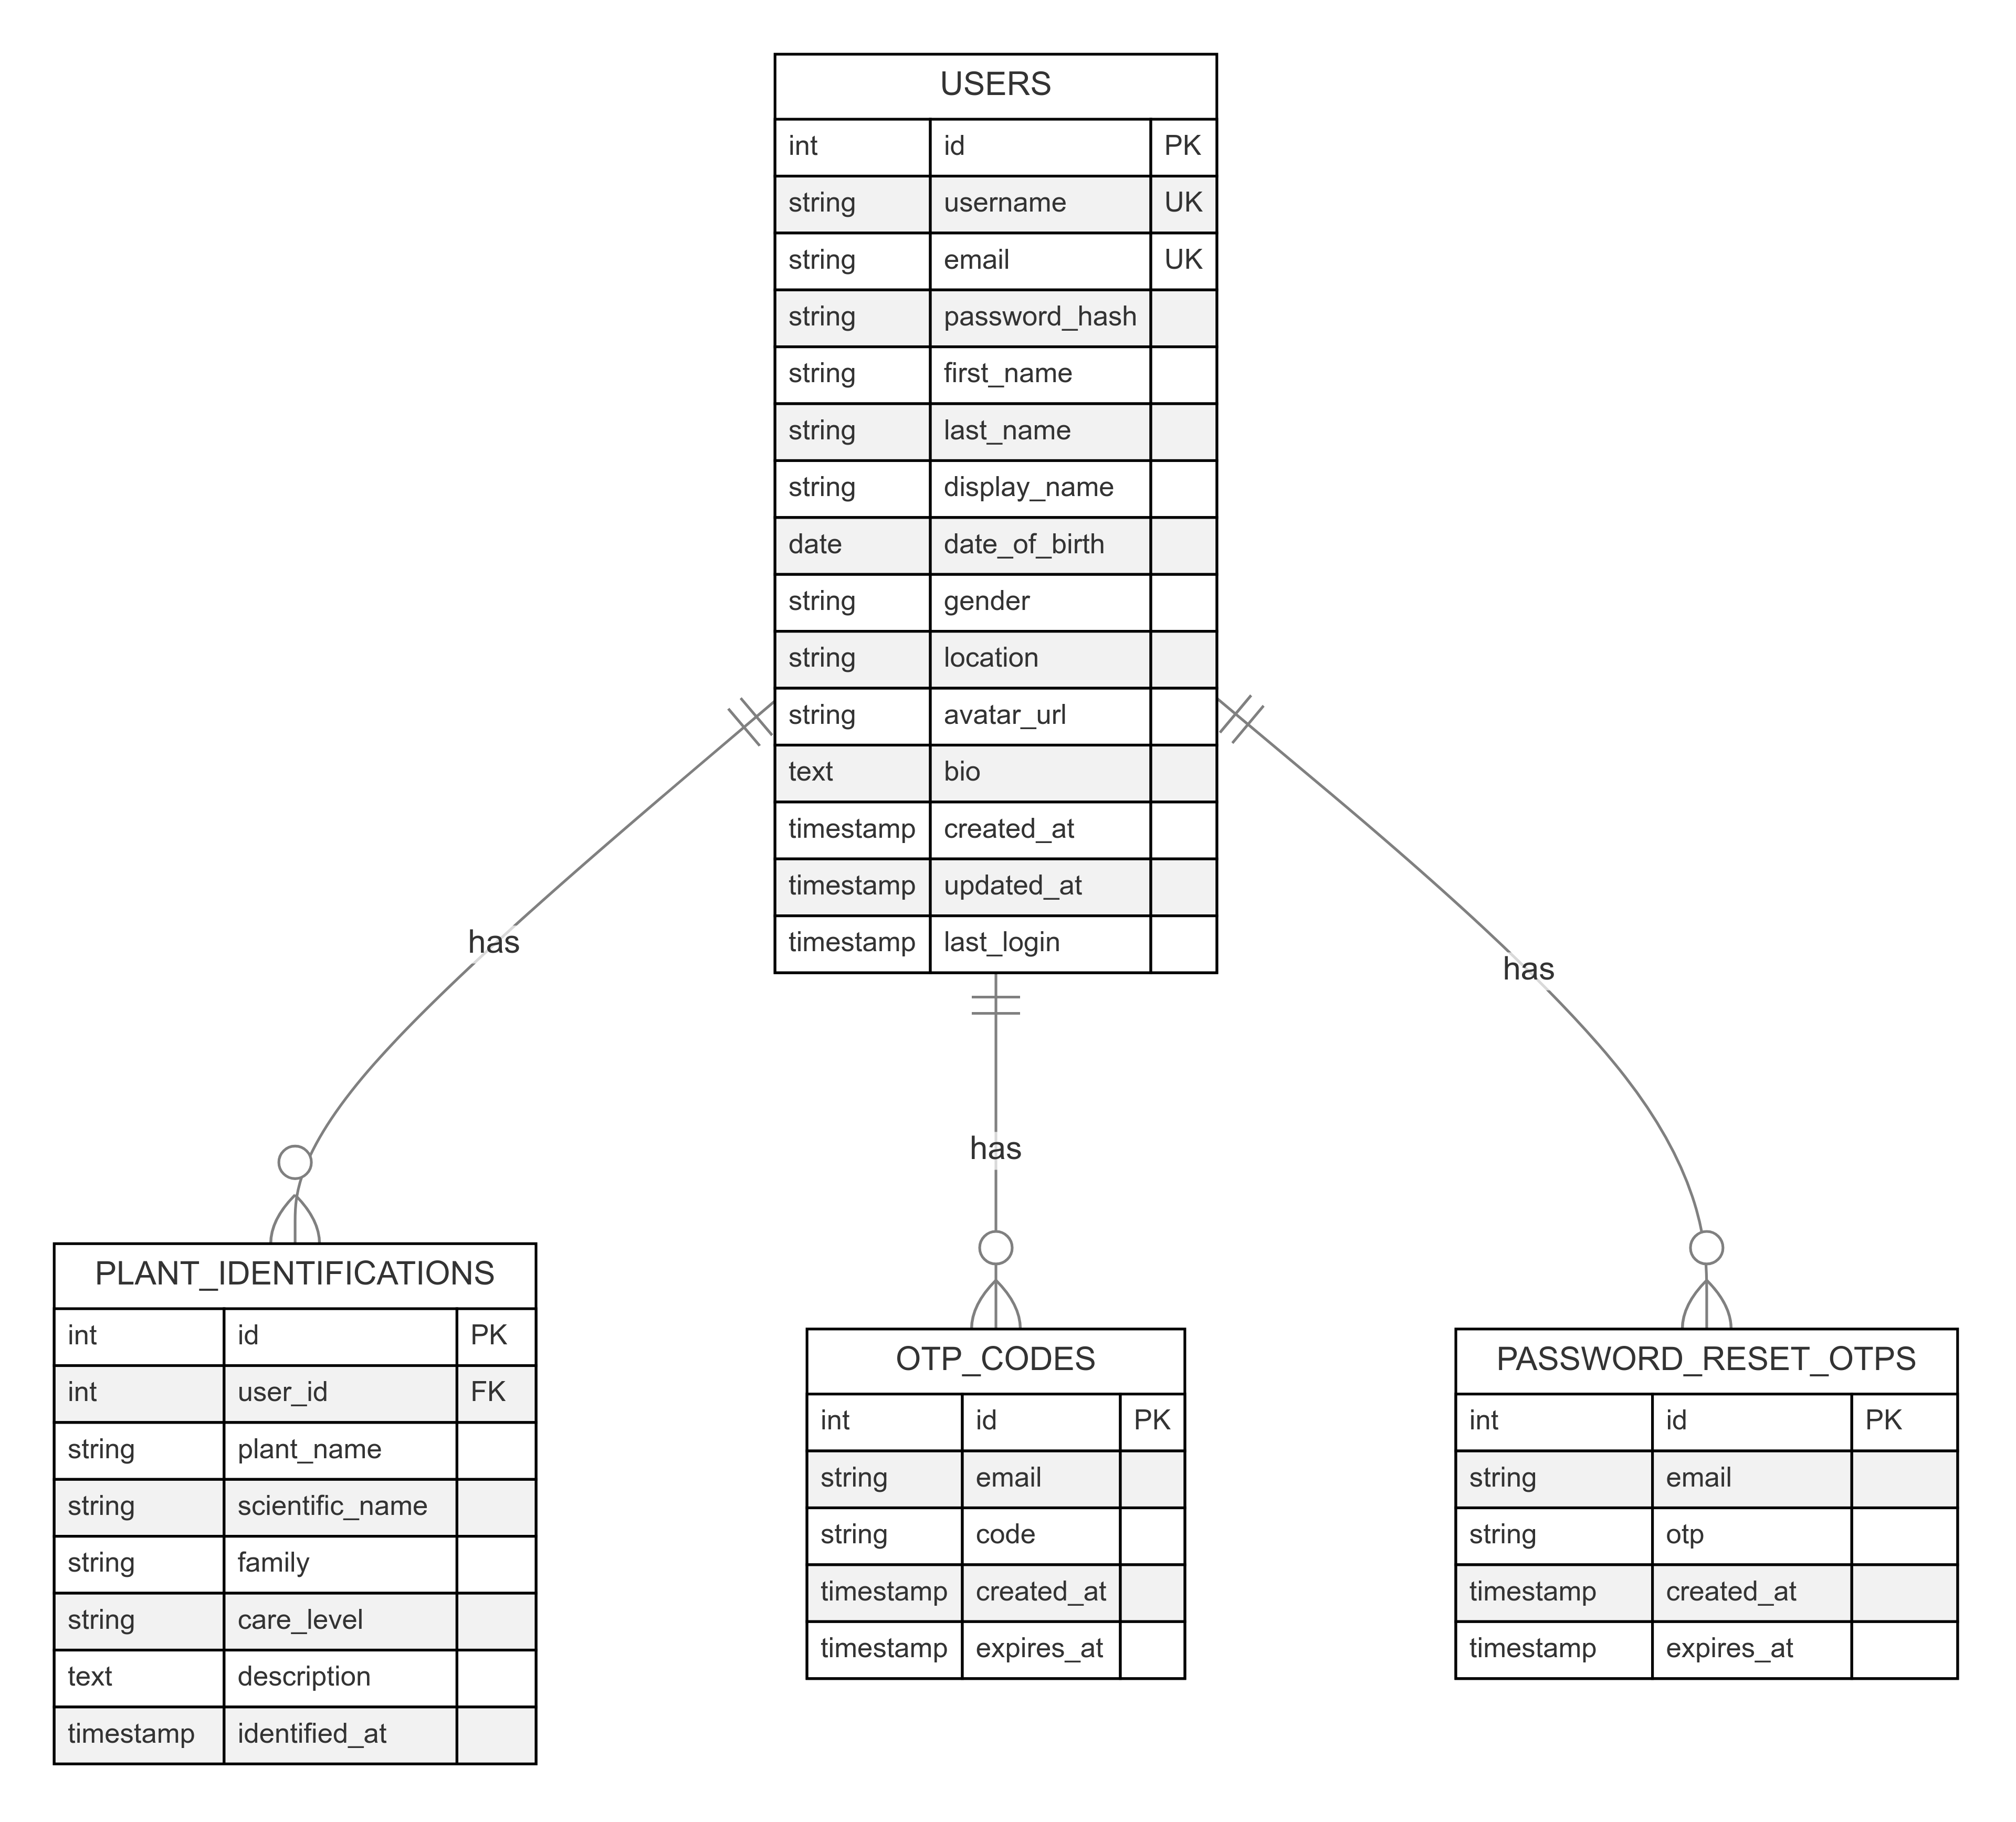 USERS
int id PK
string username UK
string email UK
string password_hash
string first_name
string last_name
string display_name
date date_of_birth
string gender
string location
string avatar_url
text bio
timestamp created_at
timestamp updated_at
timestamp last_login
has
has
has
PLANT_IDENTIFICATIONS
int id PK
int user_id FK
string plant_name
string scientific_name
string family
string care_level
text description
timestamp identified_at
OTP_CODES
int id PK
string email
string code
timestamp created_at
timestamp expires_at
PASSWORD_RESET_OTPS
int id PK
string email
string otp
timestamp created_at
timestamp expires_at